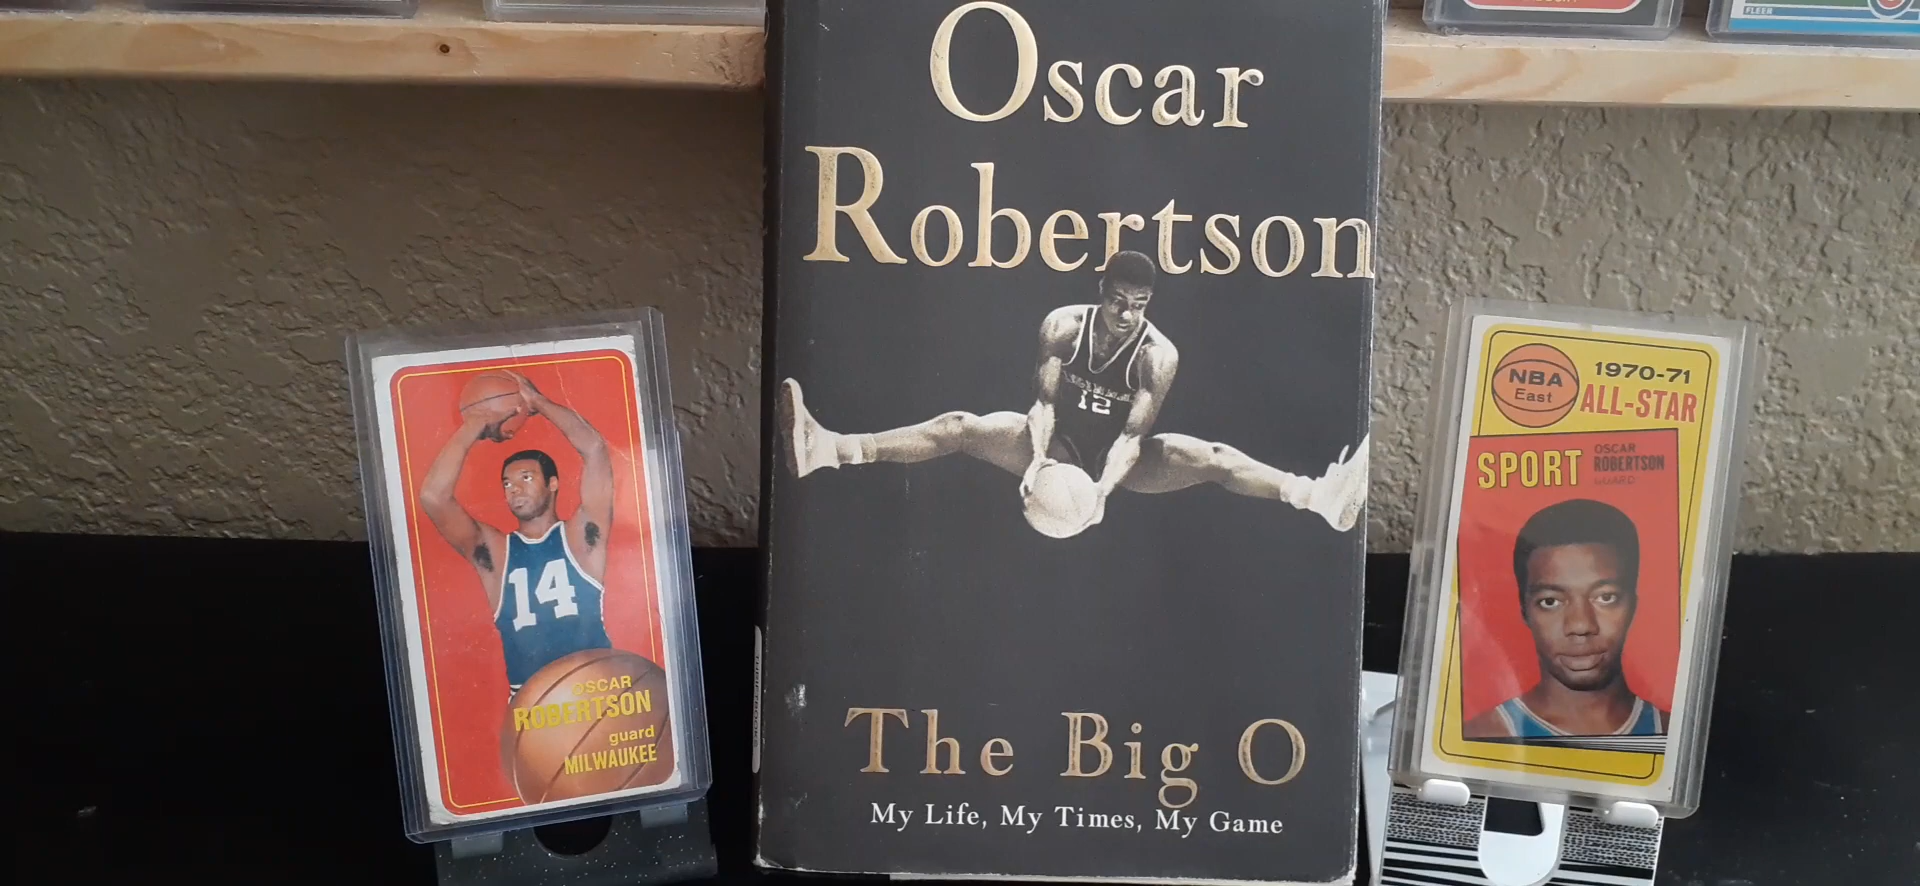 FLEER
Oscar
Robertson
12
The Big O
My Life, My Times, My Game
14
OSCAR
ROBERTSON
guard
MILWAUKEE
NBA
East
1970-71
ALL-STAR
SPORT
OSCAR
ROBERTSON
GUARD